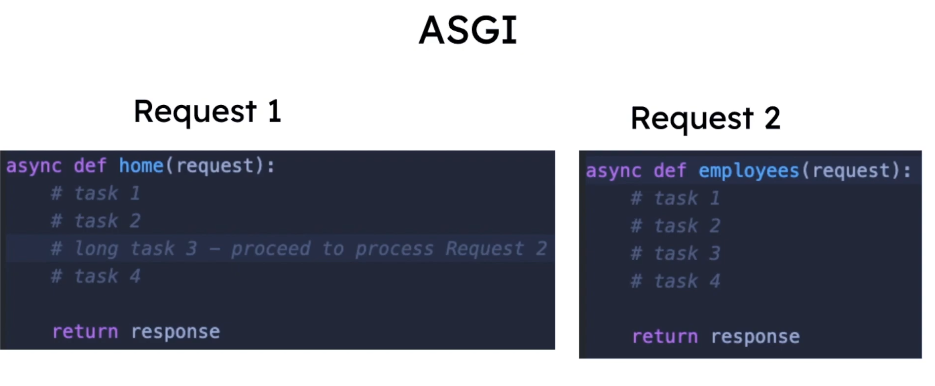 ASGI
Request 1
async def home(request):
# task 1
# task 2
# long task 3 – proceed to process Request 2
# task 4
return response
Request 2
async def employees(request):
# task 1
# task 2
# task 3
# task 4
return response